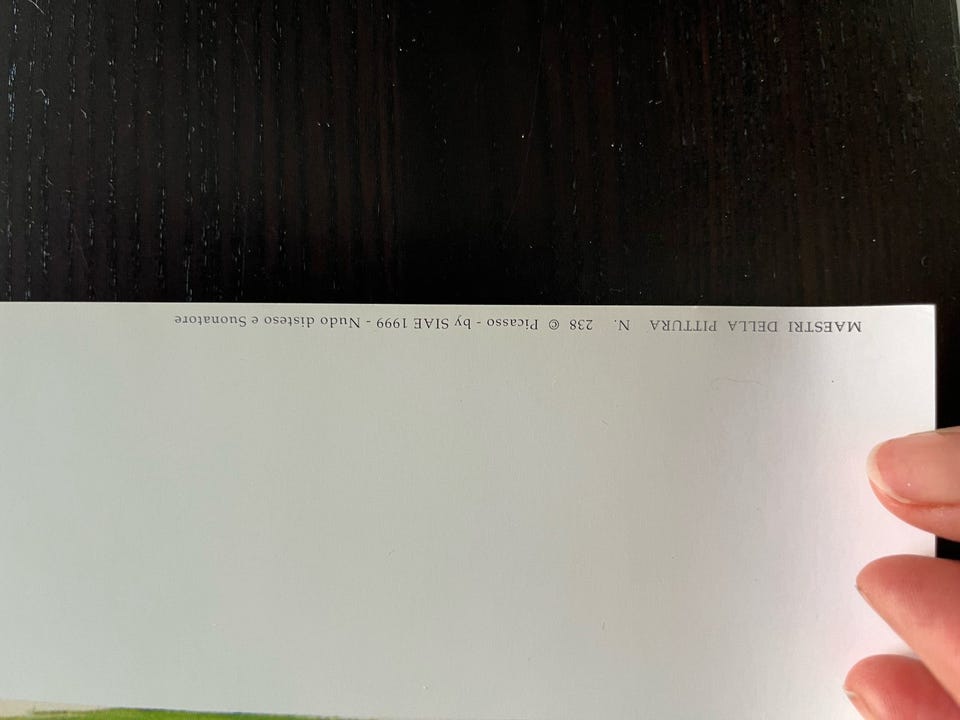 MAESTRI DELLA PITTURA N. 238 © Picasso - by SIAE 1999 - Nudo disteso e Suonatore